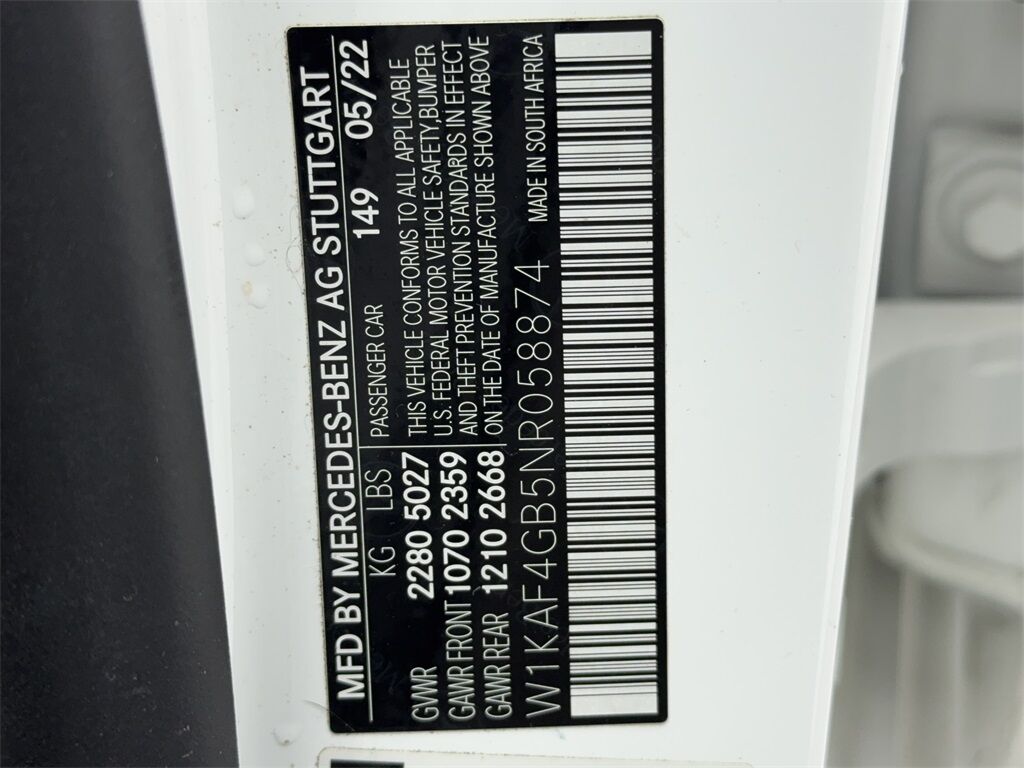 MFD BY MERCEDES-BENZ AG STUTTGART
KG LBS PASSENGER CAR 149 05/22
GWR 2280 5027 THIS VEHICLE CONFORMS TO ALL APPLICABLE
U.S. FEDERAL MOTOR VEHICLE SAFETY,BUMPER
GAWR FRONT 1070 2359 AND THEFT PREVENTION STANDARDS IN EFFECT
GAWR REAR 1210 2668 ON THE DATE OF MANUFACTURE SHOWN ABOVE
W1KAF4GB5NR058874 MADE IN SOUTH AFRICA